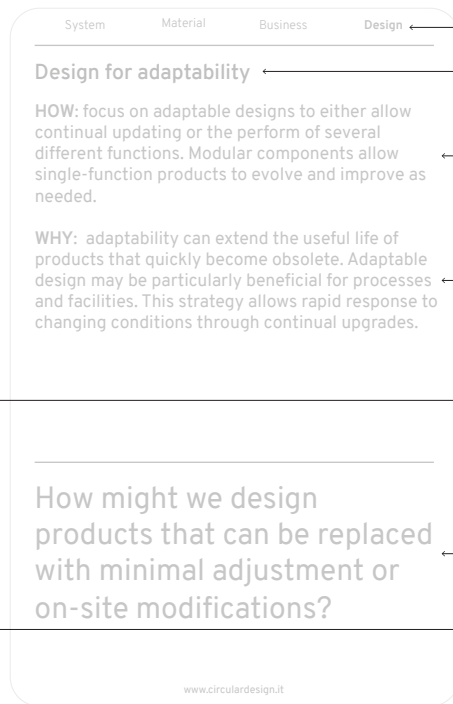 System Material Business Design
Design for adaptability
HOW: focus on adaptable designs to either allow
continual updating or the perform of several
different functions. Modular components allow
single-function products to evolve and improve as
needed.
WHY: adaptability can extend the useful life of
products that quickly become obsolete. Adaptable
design may be particularly beneficial for processes
and facilities. This strategy allows rapid response to
changing conditions through continual upgrades.
How might we design
products that can be replaced
with minimal adjustment or
on-site modifications?
www.circulardesign.it